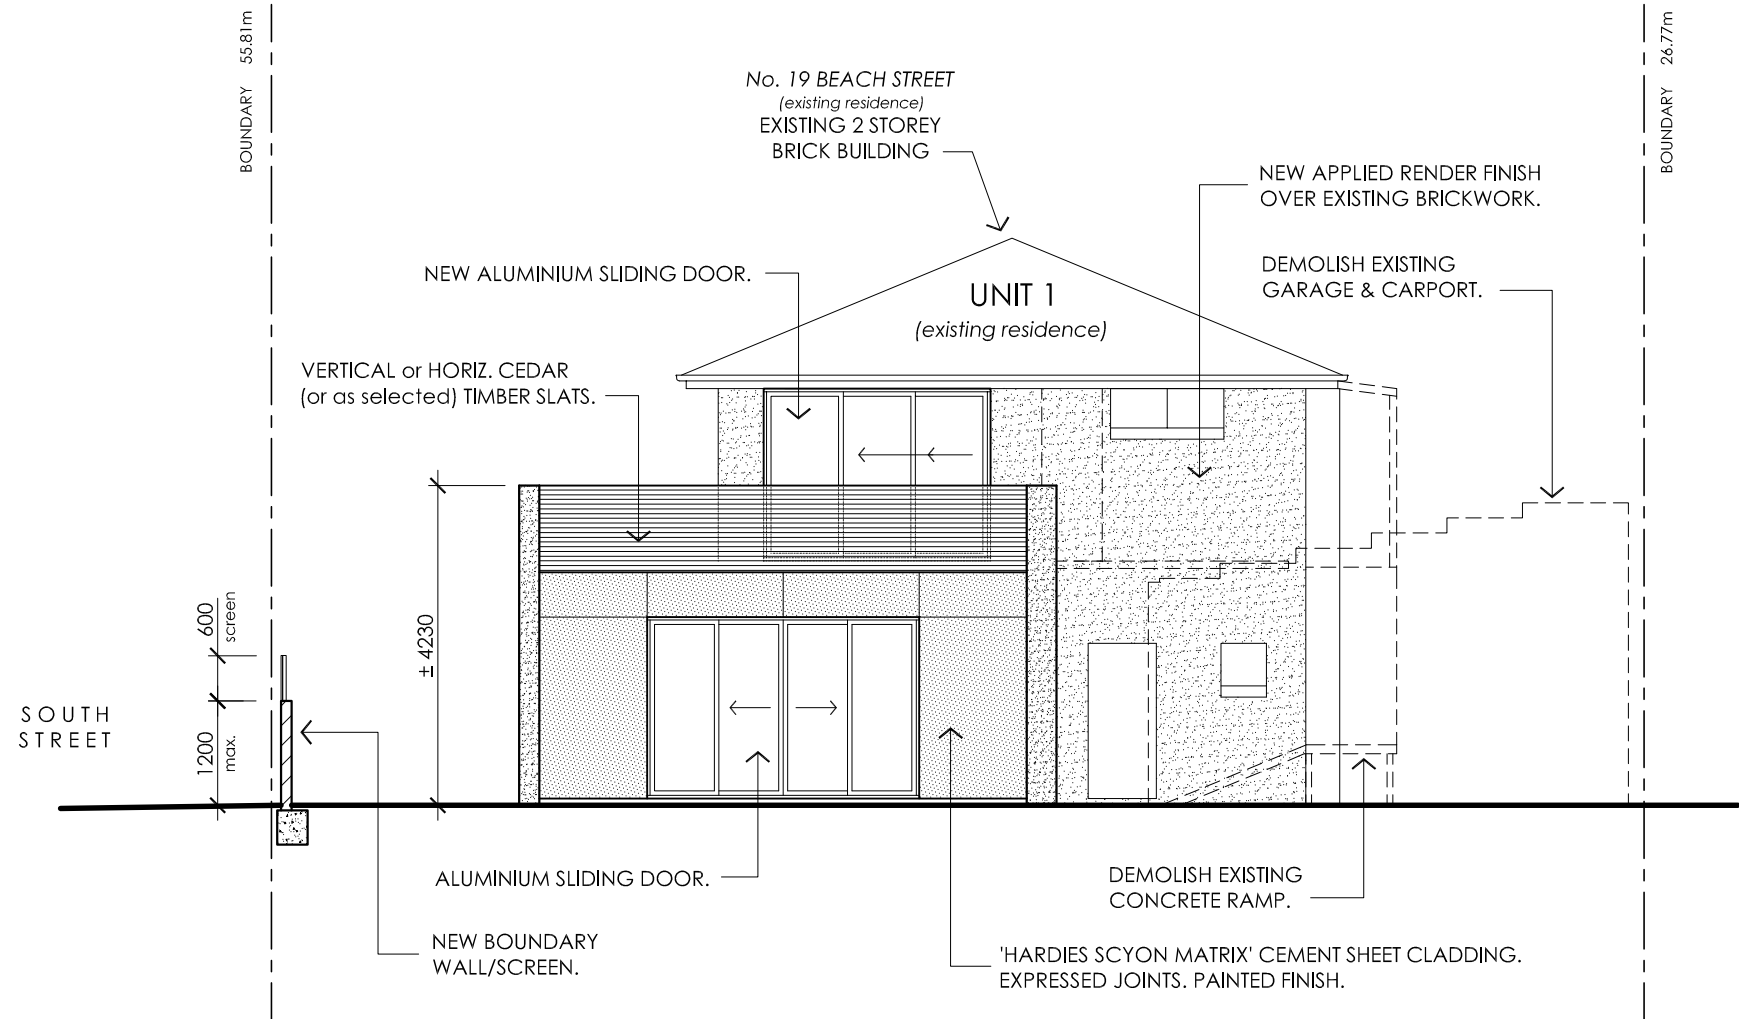 BOUNDARY 55.81m
BOUNDARY 26.77m
No. 19 BEACH STREET
(existing residence)
EXISTING 2 STOREY
BRICK BUILDING
NEW APPLIED RENDER FINISH
OVER EXISTING BRICKWORK.
NEW ALUMINIUM SLIDING DOOR.
DEMOLISH EXISTING
GARAGE & CARPORT.
UNIT 1
(existing residence)
VERTICAL or HORIZ. CEDAR
(or as selected) TIMBER SLATS.
600
screen
± 4230
1200
max.
SOUTH
STREET
ALUMINIUM SLIDING DOOR.
DEMOLISH EXISTING
CONCRETE RAMP.
NEW BOUNDARY
WALL/SCREEN.
'HARDIES SCYON MATRIX' CEMENT SHEET CLADDING.
EXPRESSED JOINTS. PAINTED FINISH.